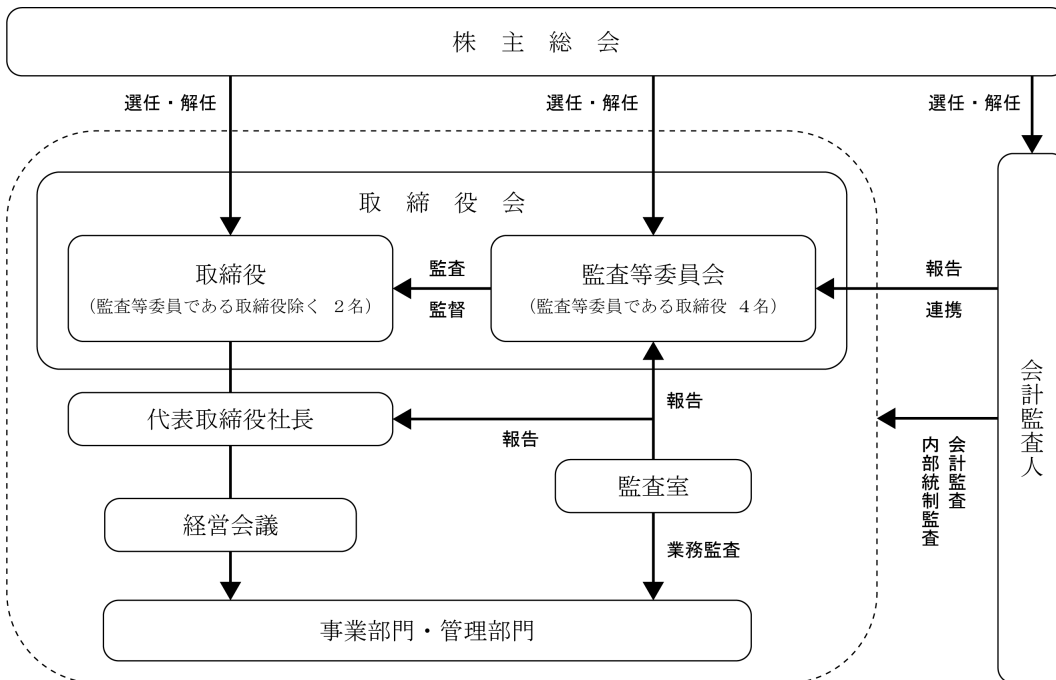 株主総会
選任・解任
選任・解任
選任・解任
取締役会
取締役
(監査等委員である取締役除く 2名)
監査
監督
監査等委員会
(監査等委員である取締役 4名)
報告
連携
会計監査人
代表取締役社長
報告
報告
会計監査
内部統制監査
監査室
経営会議
業務監査
事業部門・管理部門